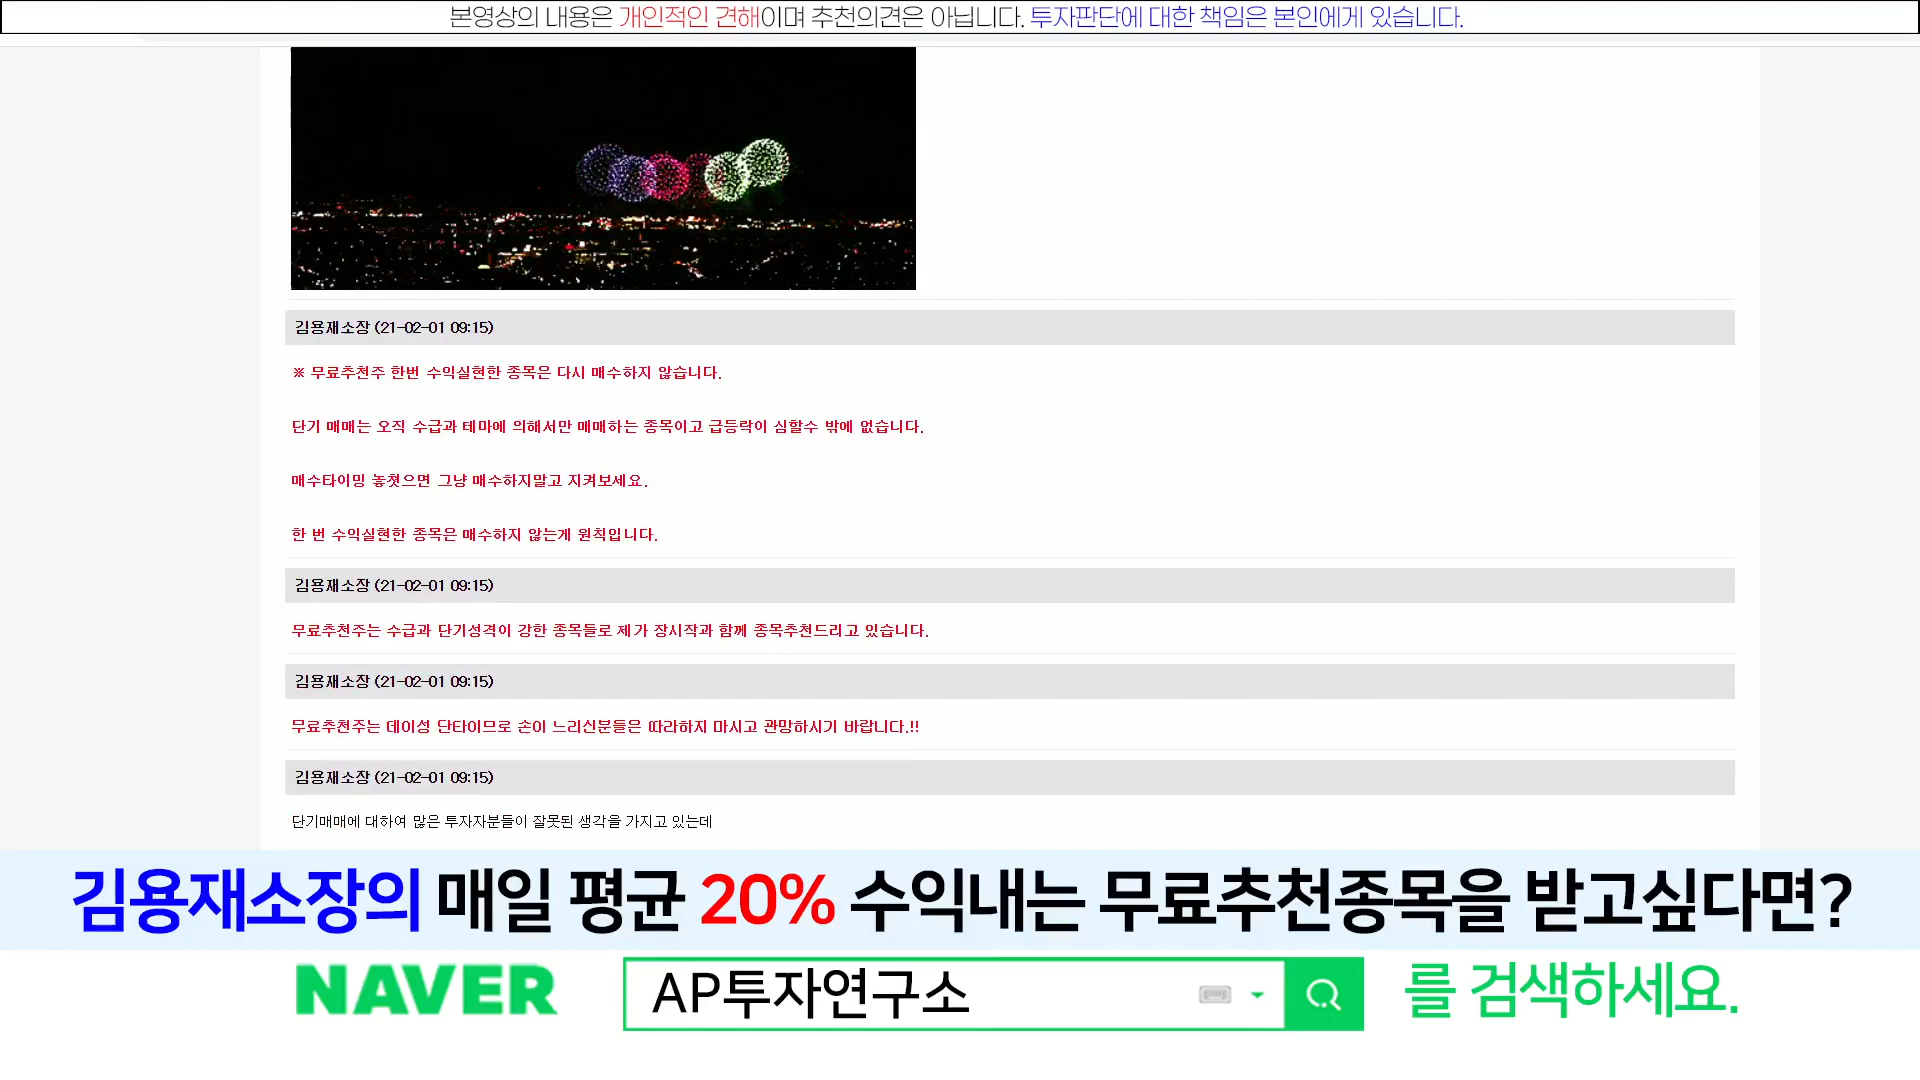 본영상의 내용은 개인적인 견해이며 추천의견은 아닙니다. 투자판단에 대한 책임은 본인에게 있습니다.
김용재소장 (21-02-01 09:15)
※ 무료추천주 한번 수익실현한 종목은 다시 매수하지 않습니다.
단기 매매는 오직 수급과 테마에 의해서만 매매하는 종목이고 급등락이 심할수 밖에 없습니다.
매수타이밍 놓쳣으면 그냥 매수하지말고 지켜보세요.
한 번 수익실현한 종목은 매수하지 않는게 원칙입니다.
김용재소장 (21-02-01 09:15)
무료추천주는 수급과 단기성격이 강한 종목들로 제가 장시작과 함께 종목추천드리고 있습니다.
김용재소장 (21-02-01 09:15)
무료추천주는 데이성 단타이므로 손이 느리신분들은 따라하지 마시고 관망하시기 바랍니다.!!
김용재소장 (21-02-01 09:15)
단기매매에 대하여 많은 투자자분들이 잘못된 생각을 가지고 있는데
김용재소장의 매일 평균 20% 수익내는 무료추천종목을 받고싶다면?
NAVER AP투자연구소 를 검색하세요.